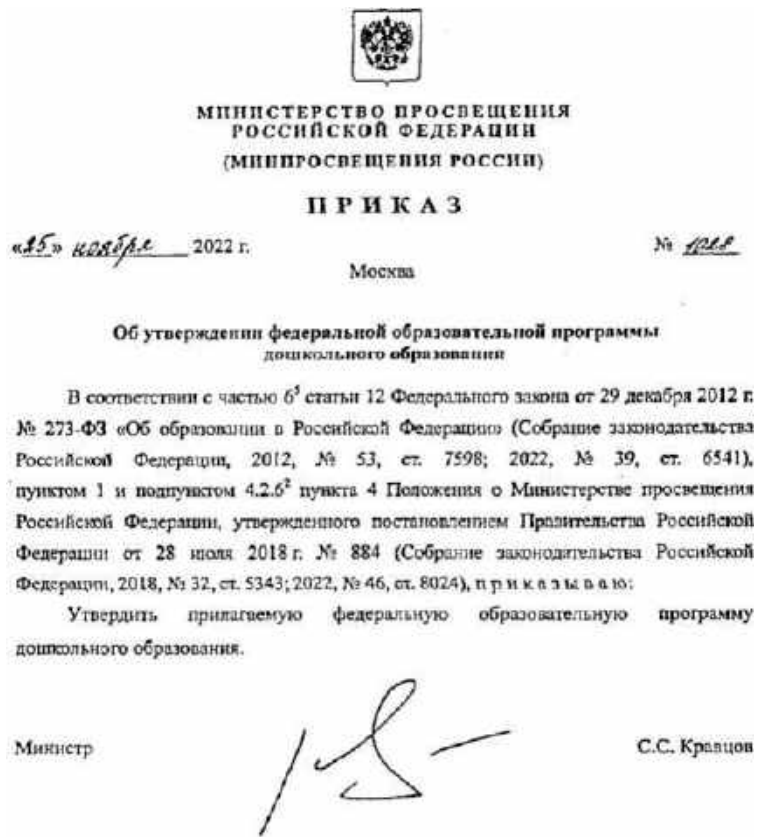 МИНИСТЕРСТВО ПРОСВЕЩЕНИЯ
РОССИЙСКОЙ ФЕДЕРАЦИИ
(МИНПРОСВЕЩЕНИЯ РОССИИ)
ПРИКАЗ
«25» ноября 2022 г. № 1028
Москва
Об утверждении федеральной образовательной программы
дошкольного образования
В соответствии с частью 6⁵ статьи 12 Федерального закона от 29 декабря 2012 г.
№ 273-ФЗ «Об образовании в Российской Федерации» (Собрание законодательства
Российской Федерации, 2012, № 53, ст. 7598; 2022, № 39, ст. 6541),
пунктом 1 и подпунктом 4.2.6² пункта 4 Положения о Министерстве просвещения
Российской Федерации, утвержденного постановлением Правительства Российской
Федерации от 28 июля 2018 г. № 884 (Собрание законодательства Российской
Федерации, 2018, № 32, ст. 5343; 2022, № 46, ст. 8024), п р и к а з ы в а ю:
Утвердить прилагаемую федеральную образовательную программу
дошкольного образования.
Министр С.С. Кравцов